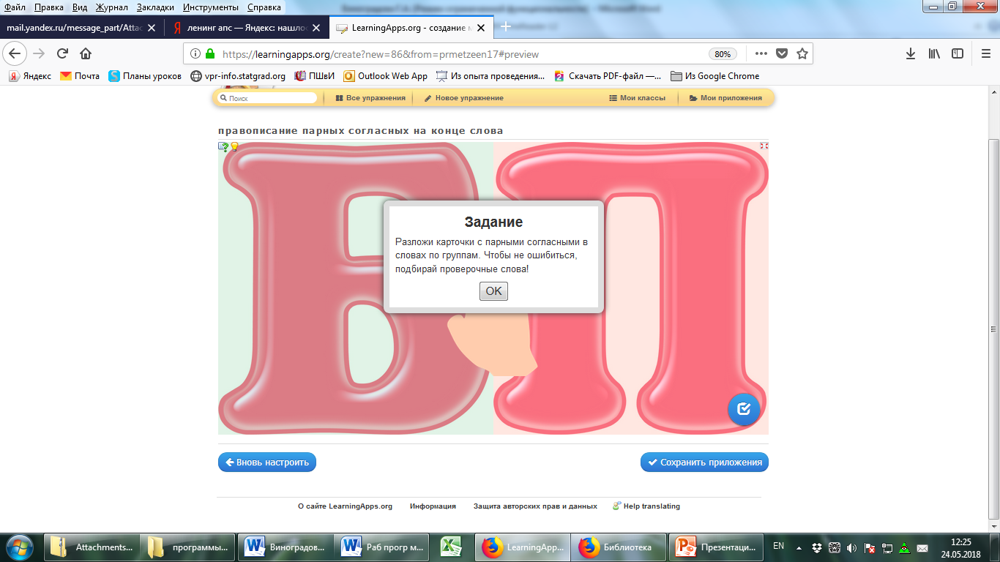 Файл Правка Вид Журнал Закладки Инструменты Справка
mail.yandex.ru/message_part/Attac
ленинг апс — Яндекс: нашлос
LearningApps.org - создание м
https://learningapps.org/create?new=86&from=prmetzeen17#preview
80%
Яндекс Почта Планы уроков vpr-info.statgrad.org ПШвИ Outlook Web App Из опыта проведения... Скачать PDF-файл —... Из Google Chrome
Поиск Все упражнения Новое упражнение Мои классы Мои приложения
правописание парных согласных на конце слова
Б П
Задание
Разложи карточки с парными согласными в
словах по группам. Чтобы не ошибиться,
подбирай проверочные слова!
OK
Вновь настроить Сохранить приложения
О сайте LearningApps.org Информация Защита авторских прав и данных Help translating
Attachments... программы... Виноградов... Раб прогр м... LearningApp... Библиотека Презентаци... EN
12:25
24.05.2018